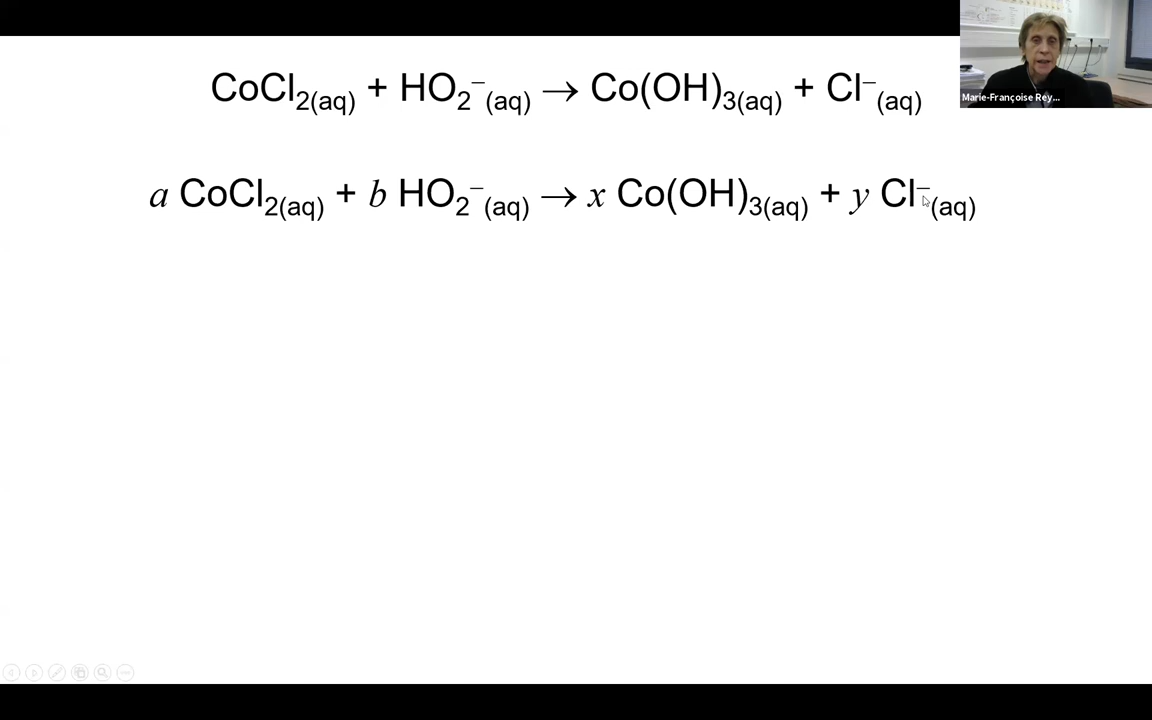 CoCl₂(aq) + HO₂⁻(aq) → Co(OH)₃(aq) + Cl⁻(aq)
Marie-Françoise Rey...
a CoCl₂(aq) + b HO₂⁻(aq) → x Co(OH)₃(aq) + y Cl⁻(aq)